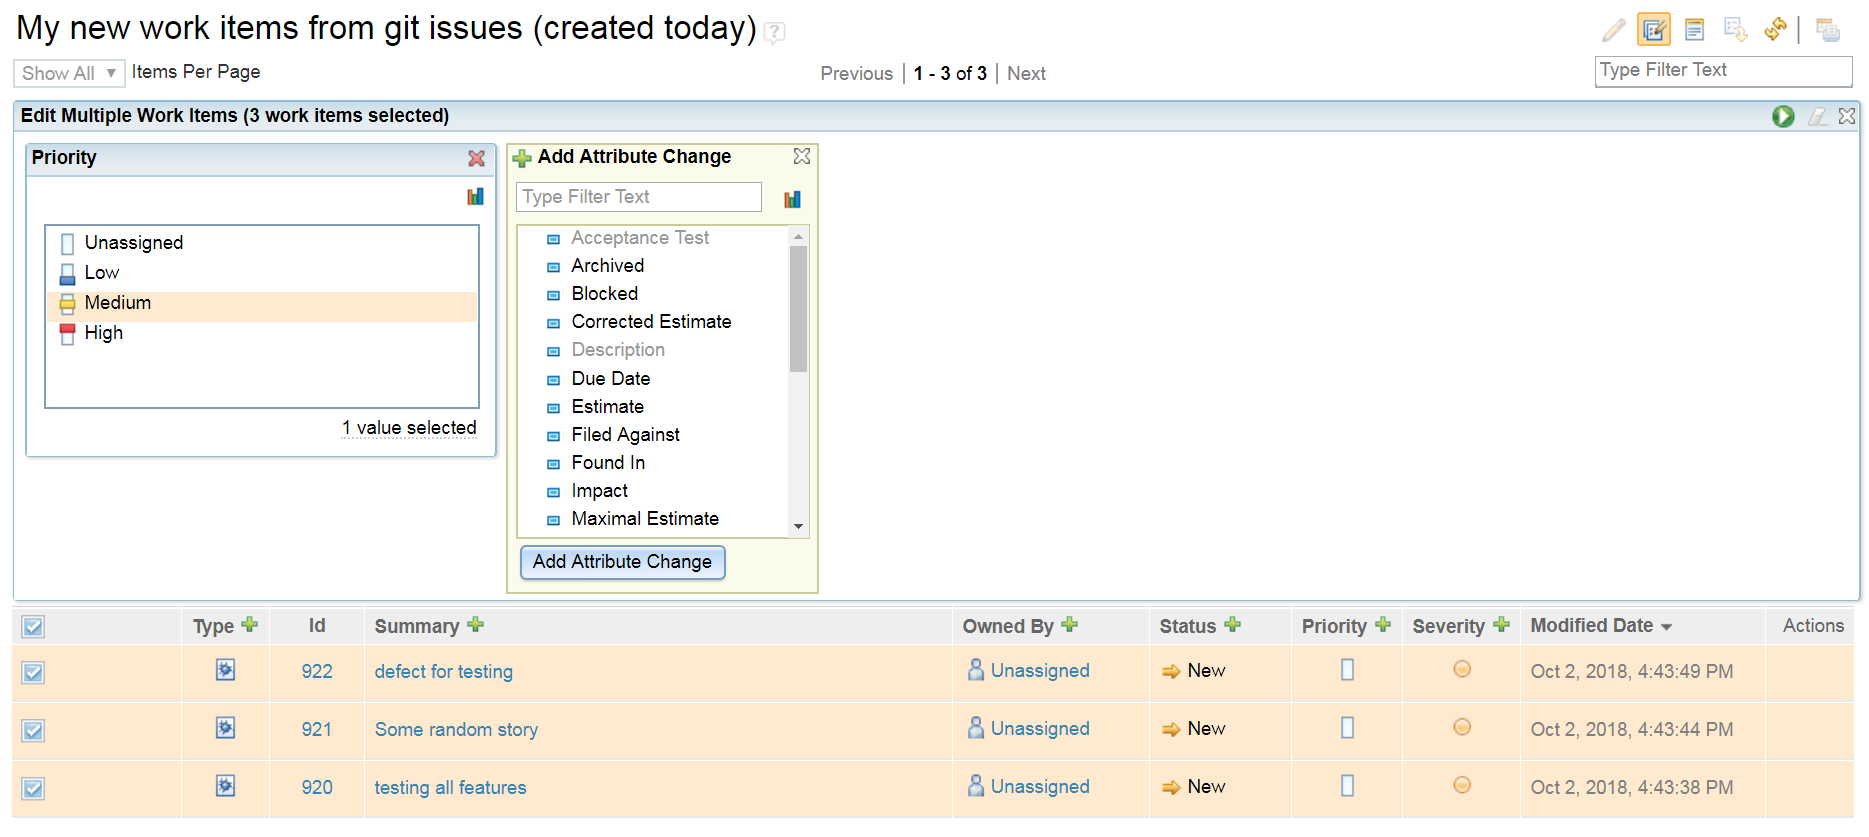 My new work items from git issues (created today) ?
Show All ▼ Items Per Page
Previous | 1 - 3 of 3 | Next
Type Filter Text
Edit Multiple Work Items (3 work items selected)
Priority
Unassigned
Low
Medium
High
1 value selected
Add Attribute Change
Type Filter Text
Acceptance Test
Archived
Blocked
Corrected Estimate
Description
Due Date
Estimate
Filed Against
Found In
Impact
Maximal Estimate
Add Attribute Change
Type Id Summary Owned By Status Priority Severity Modified Date Actions
922 defect for testing Unassigned New Oct 2, 2018, 4:43:49 PM
921 Some random story Unassigned New Oct 2, 2018, 4:43:44 PM
920 testing all features Unassigned New Oct 2, 2018, 4:43:38 PM